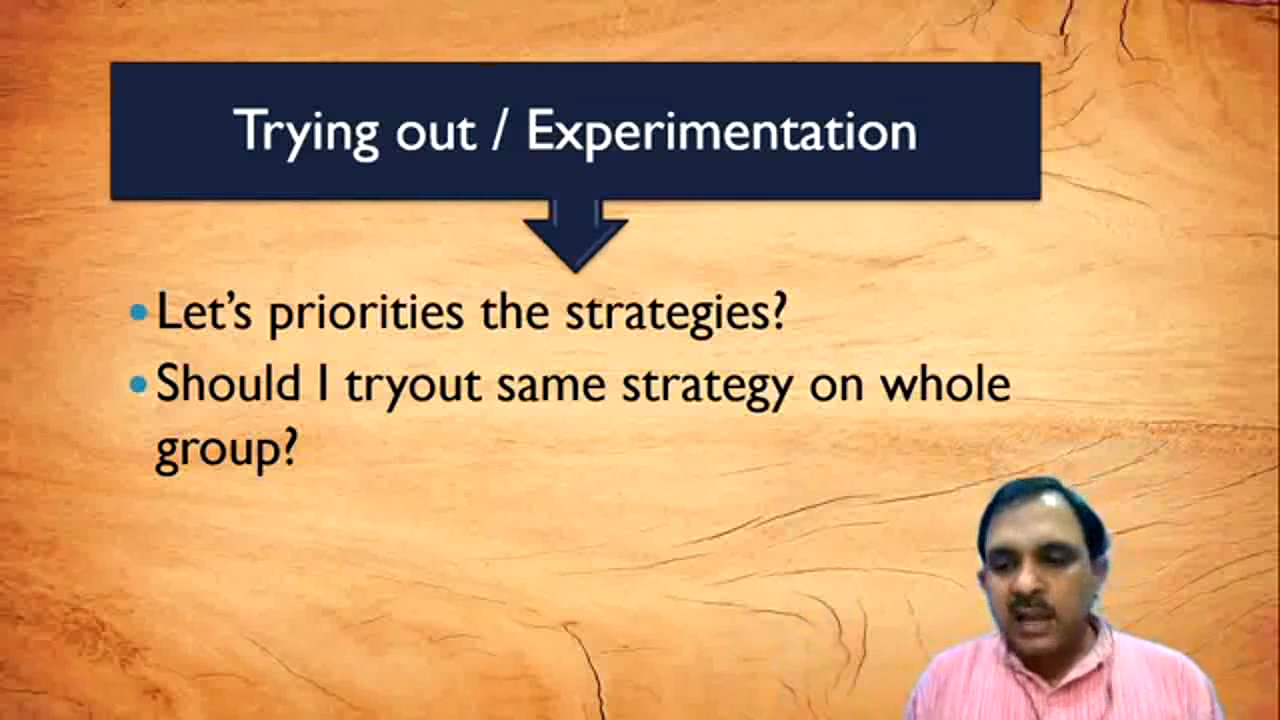 Trying out / Experimentation
•Let's priorities the strategies?
•Should I tryout same strategy on whole
group?